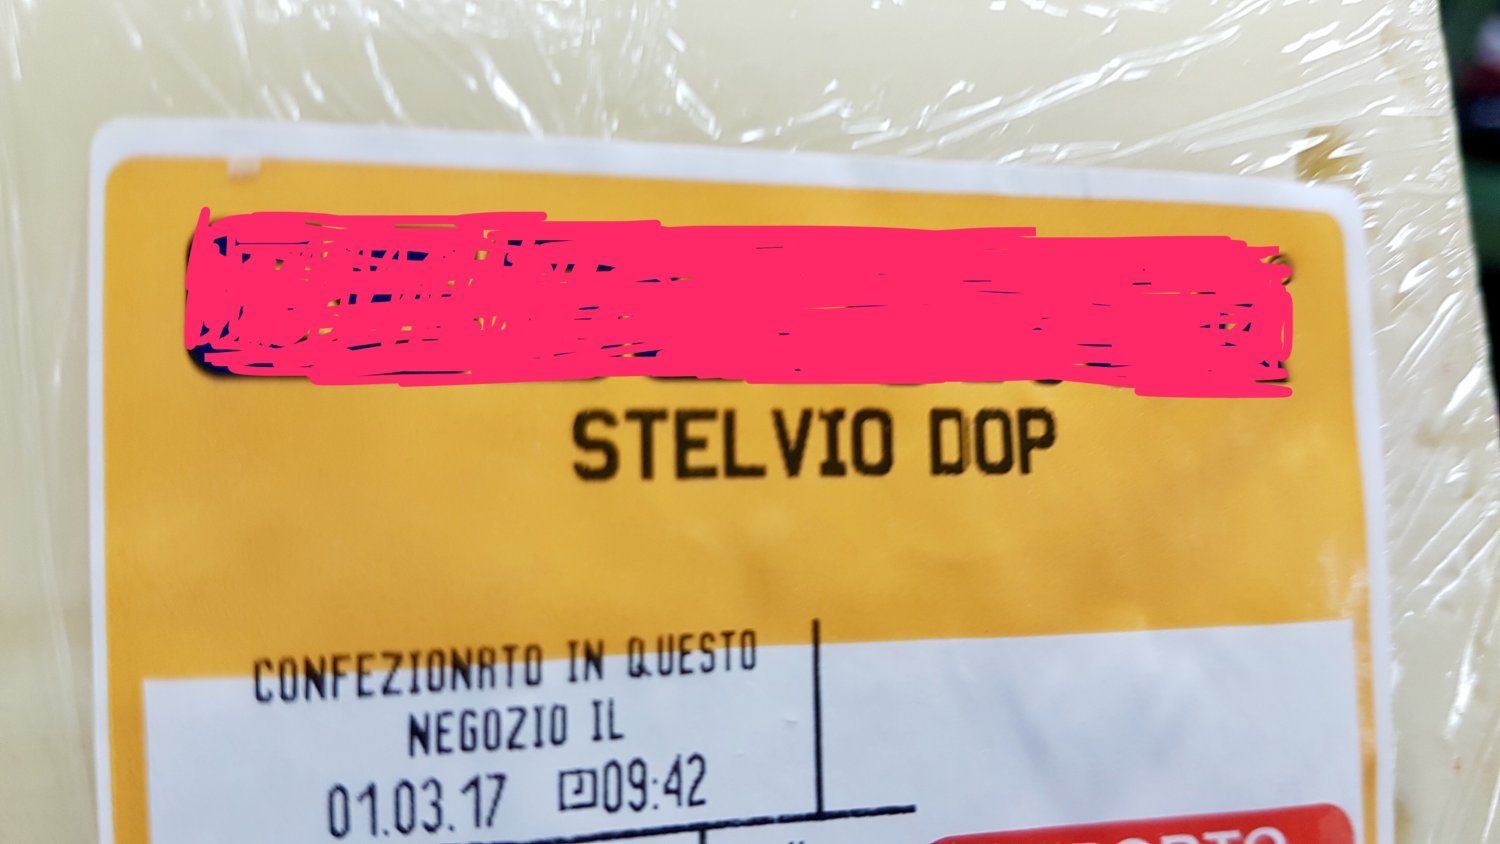 STELVIO DOP
CONFEZIONATO IN QUESTO
NEGOZIO IL
01.03.17 09:42